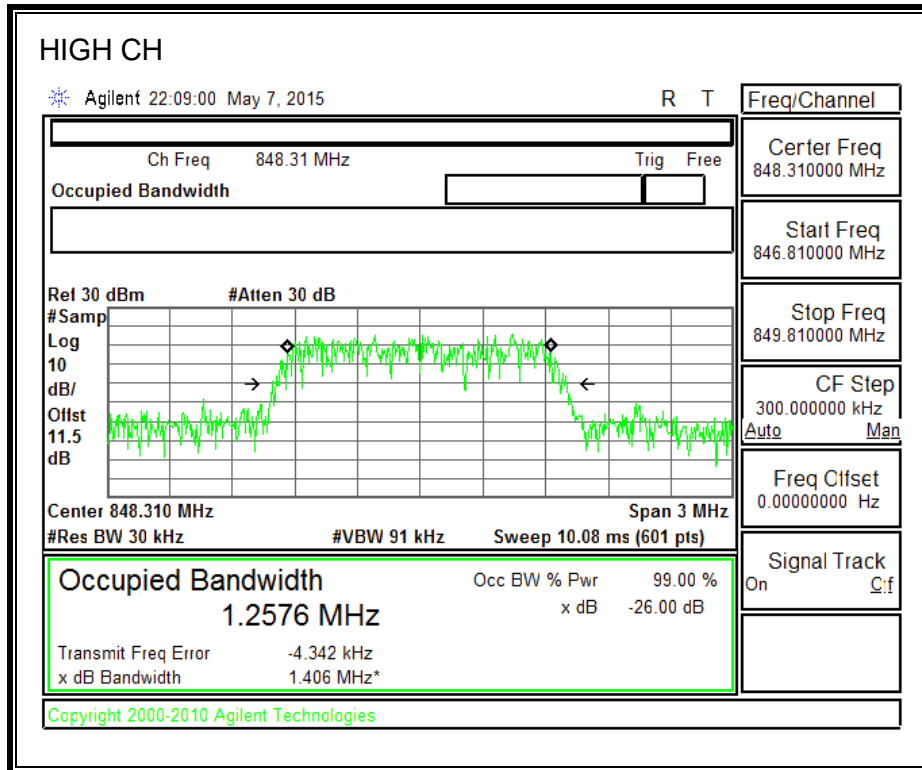 HIGH CH
Agilent 22:09:00 May 7, 2015 R T
Freq/Channel
Ch Freq 848.31 MHz Trig Free
Occupied Bandwidth
Center Freq
848.310000 MHz
Start Freq
846.810000 MHz
Stop Freq
849.810000 MHz
CF Step
300.000000 kHz
Auto Man
Freq Offset
0.00000000 Hz
Signal Track
On Off
Ref 30 dBm #Atten 30 dB
#Samp
Log
10
dB/
Offst
11.5
dB
Center 848.310 MHz Span 3 MHz
#Res BW 30 kHz #VBW 91 kHz Sweep 10.08 ms (601 pts)
Occupied Bandwidth Occ BW % Pwr 99.00 %
1.2576 MHz x dB -26.00 dB
Transmit Freq Error -4.342 kHz
x dB Bandwidth 1.406 MHz*
Copyright 2000-2010 Agilent Technologies